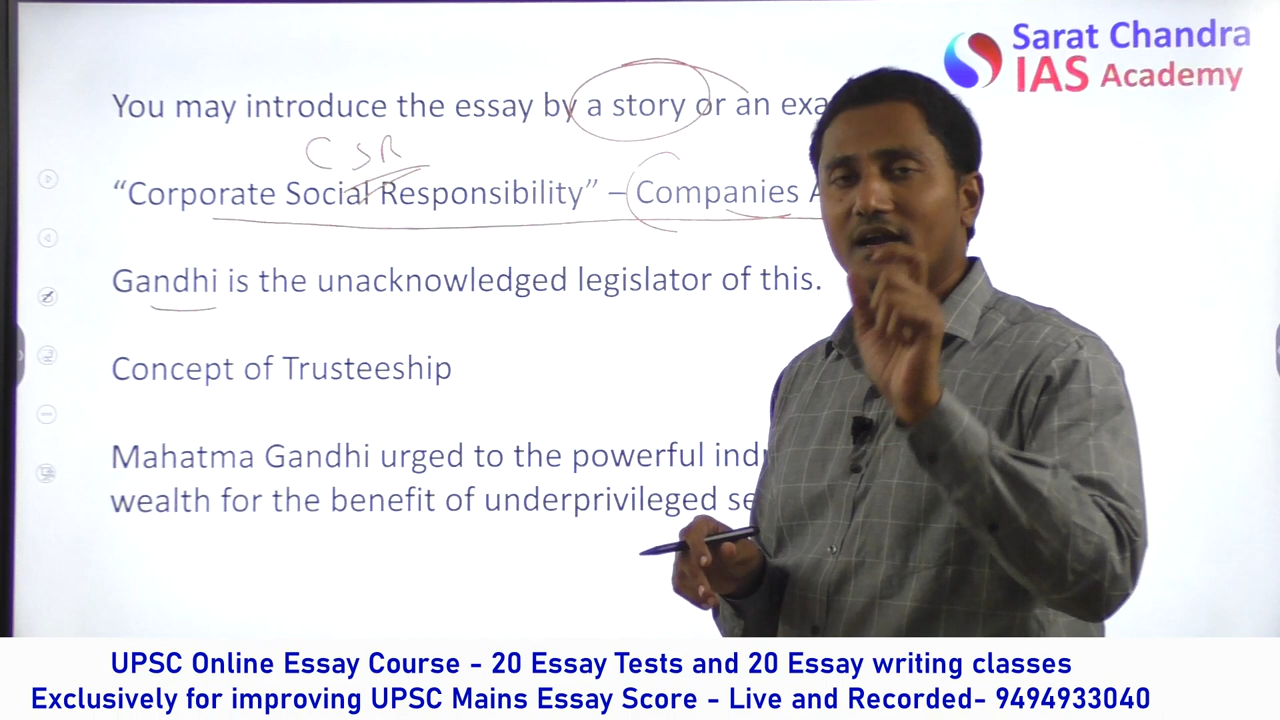 Sarat Chandra
IAS Academy
You may introduce the essay by a story or an exa
CSR
“Corporate Social Responsibility” – Companies A
Gandhi is the unacknowledged legislator of this.
Concept of Trusteeship
Mahatma Gandhi urged to the powerful indu
wealth for the benefit of underprivileged se
UPSC Online Essay Course - 20 Essay Tests and 20 Essay writing classes
Exclusively for improving UPSC Mains Essay Score - Live and Recorded- 9494933040